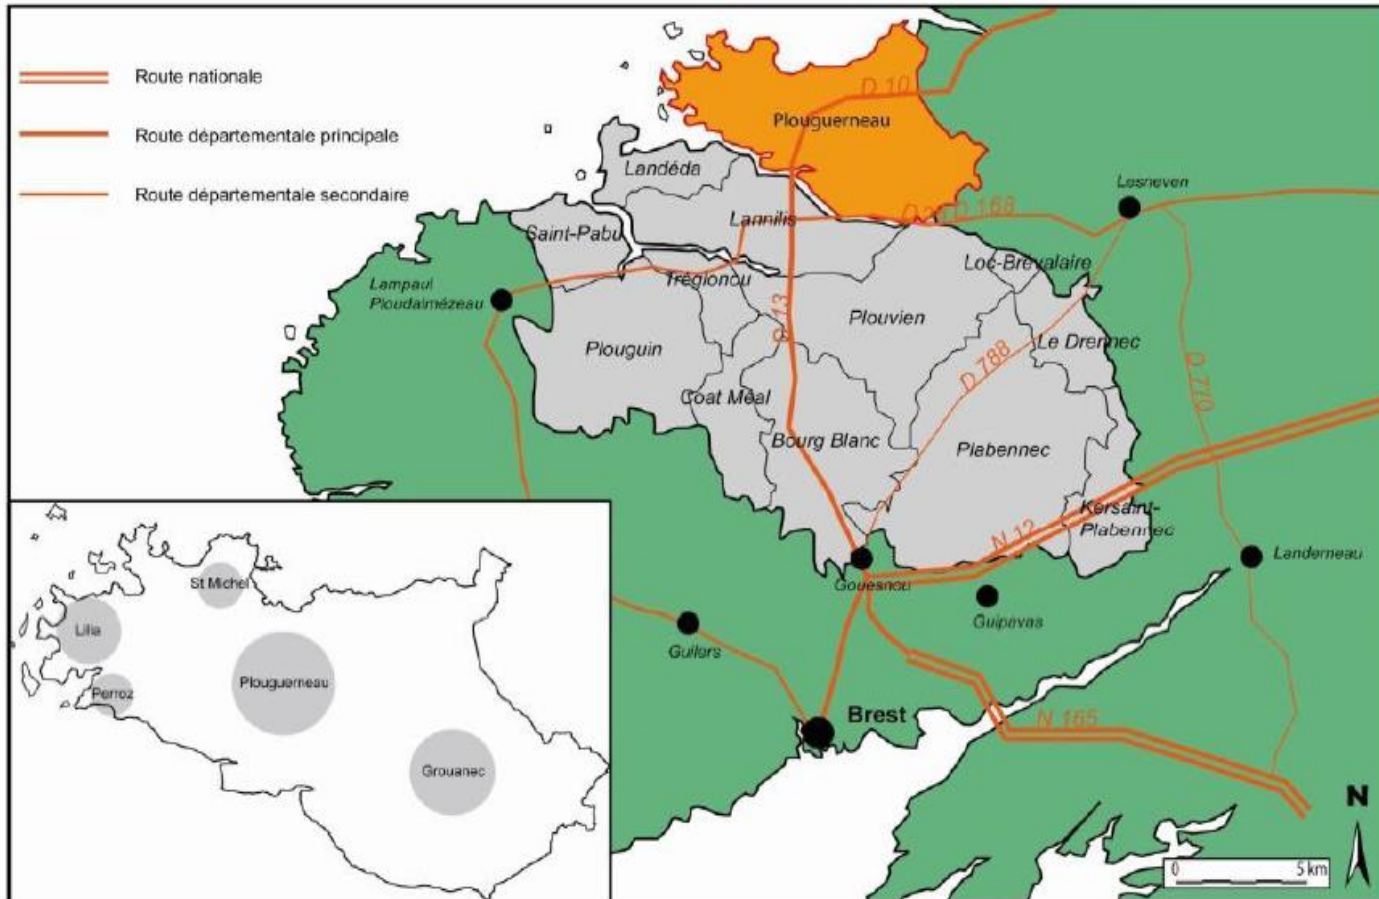 Route nationale
Route départementale principale
Route départementale secondaire
D 10
Plouguerneau
Landéda
Lesneven
Lannilis
D 168
Saint-Pabu
Loc-Brévalaire
Lampaul
Ploudalmézeau
Trégionou
D 13
Plouvien
Le Drennec
Plouguin
D 788
D 770
Coat Méal
Bourg Blanc
Plabennec
Kersaint-
Plabennec
N 12
Landerneau
Gouesnou
Guipavas
Guilers
Brest
N 165
St Michel
Lilia
Perroz
Plouguerneau
Grouanec
N
0
5 km